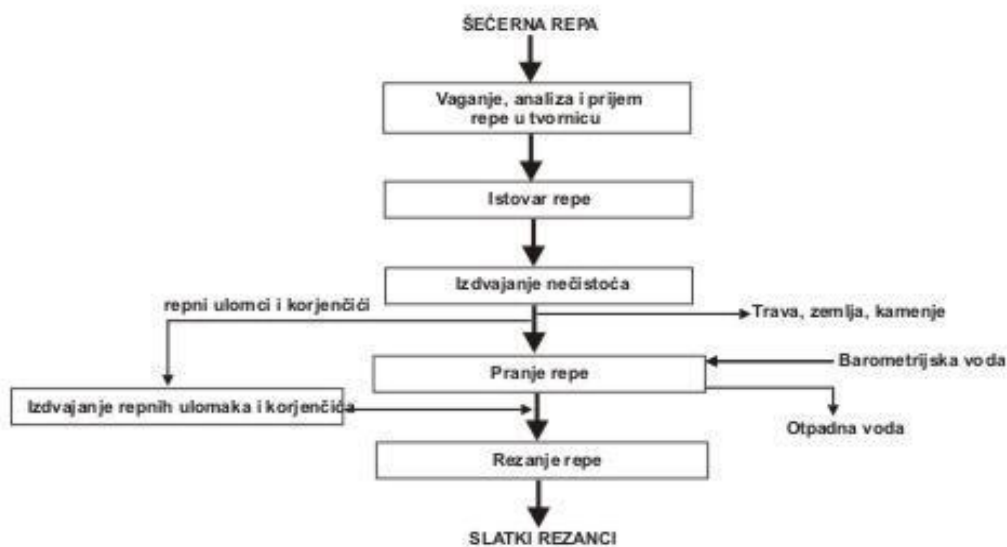 ŠEĆERNA REPA
Vaganje, analiza i prijem
repe u tvornicu
Istovar repe
Izdvajanje nečistoća
repni ulomci i korjenčići
Trava, zemlja, kamenje
Barometrijska voda
Pranje repe
Izdvajanje repnih ulomaka i korjenčića
Otpadna voda
Rezanje repe
SLATKI REZANCI